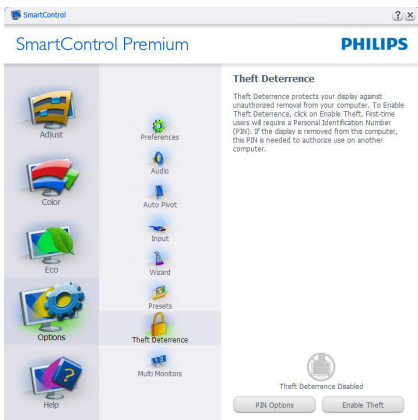 SmartControl
? ×
SmartControl Premium
PHILIPS
Adjust
Color
Eco
Options
Help
Preferences
Audio
Auto Pivot
Input
Wizard
Presets
Theft Deterrence
Multi Monitors
Theft Deterrence
Theft Deterrence protects your display against
unauthorized removal from your computer. To Enable
Theft Deterrence, click on Enable Theft. First-time
users will require a Personal Identification Number
(PIN). If the display is removed from this computer,
this PIN is needed to authorize use on another
computer.
Theft Deterrence Disabled
PIN Options
Enable Theft